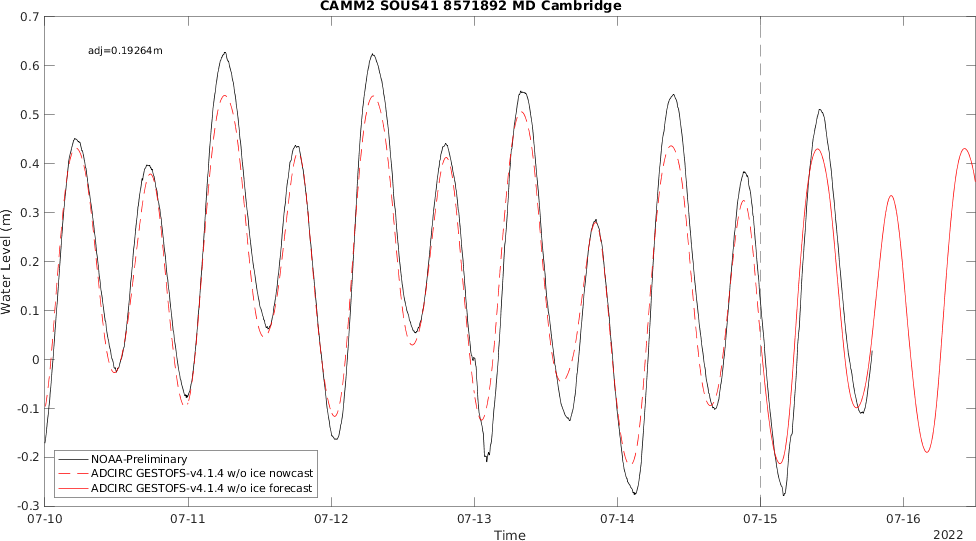 CAMM2 SOUS41 8571892 MD Cambridge
adj=0.19264m
Water Level (m)
0.7
0.6
0.5
0.4
0.3
0.2
0.1
0
-0.1
-0.2
-0.3
NOAA-Preliminary
ADCIRC GESTOFS-v4.1.4 w/o ice nowcast
ADCIRC GESTOFS-v4.1.4 w/o ice forecast
07-10 07-11 07-12 07-13 07-14 07-15 07-16
Time
2022